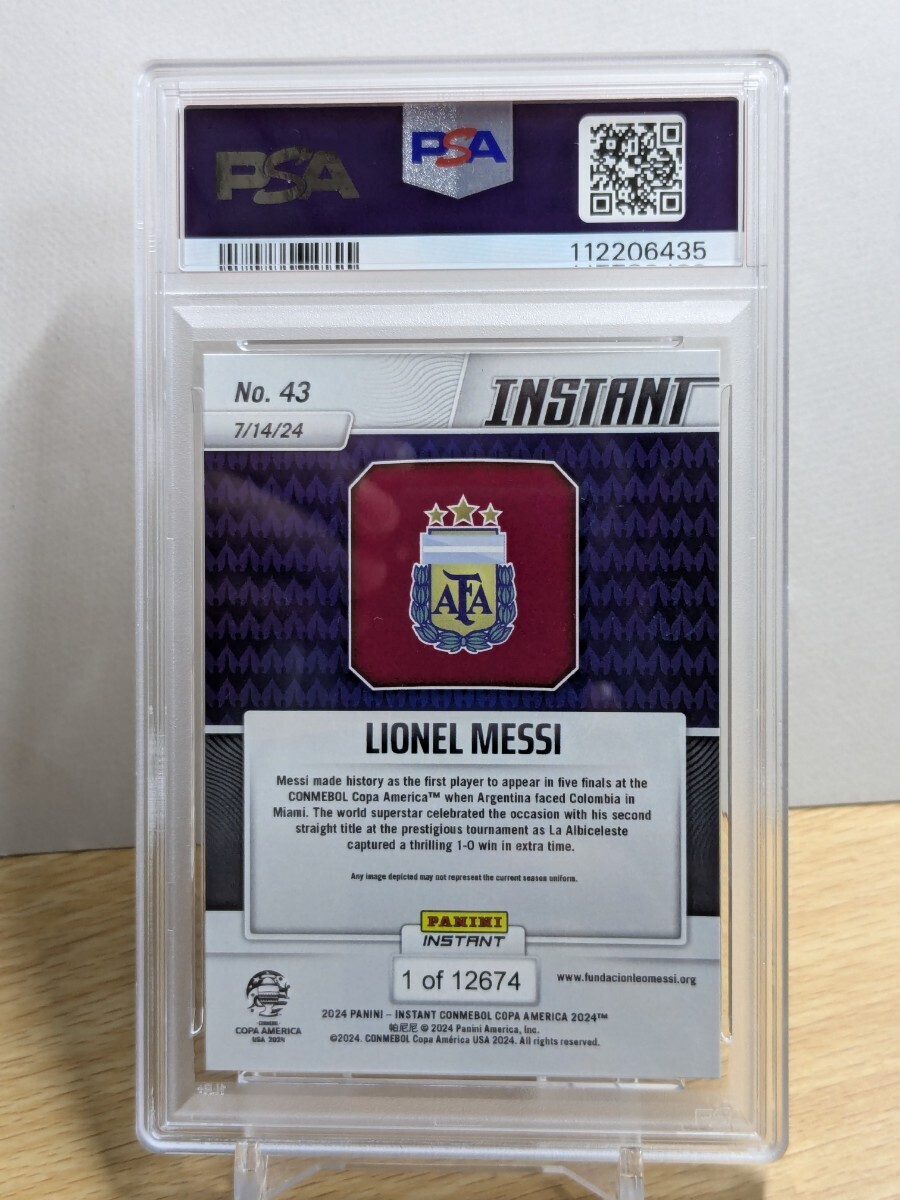 PSA
PSA
112206435
No. 43
INSTANT
7/14/24
AFA
LIONEL MESSI
Messi made history as the first player to appear in five finals at the
CONMEBOL Copa America™ when Argentina faced Colombia in
Miami. The world superstar celebrated the occasion with his second
straight title at the prestigious tournament as La Albiceleste
captured a thrilling 1-0 win in extra time.
Any image depicted may not represent the current season uniform.
PANINI
INSTANT
1 of 12674
www.fundacionleomessi.org
CONMEBOL
COPA AMERICA
USA 2024
2024 PANINI – INSTANT CONMEBOL COPA AMERICA 2024™
帕尼尼 © 2024 Panini America, Inc.
©2024. CONMEBOL Copa América USA 2024. All rights reserved.